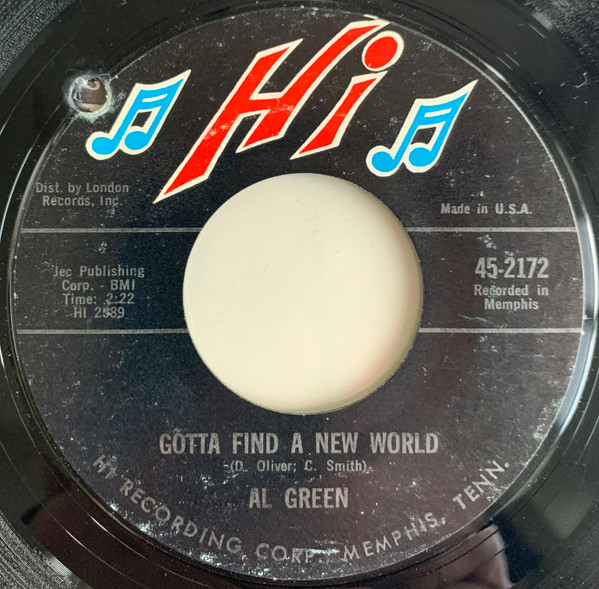 Hi
Dist. by London
Records, Inc.
Made in U.S.A.
Jec Publishing
Corp. - BMI
Time: 2:22
HI 2989
45-2172
Recorded in
Memphis
GOTTA FIND A NEW WORLD
(D. Oliver; C. Smith)
AL GREEN
HI RECORDING CORP. MEMPHIS, TENN.